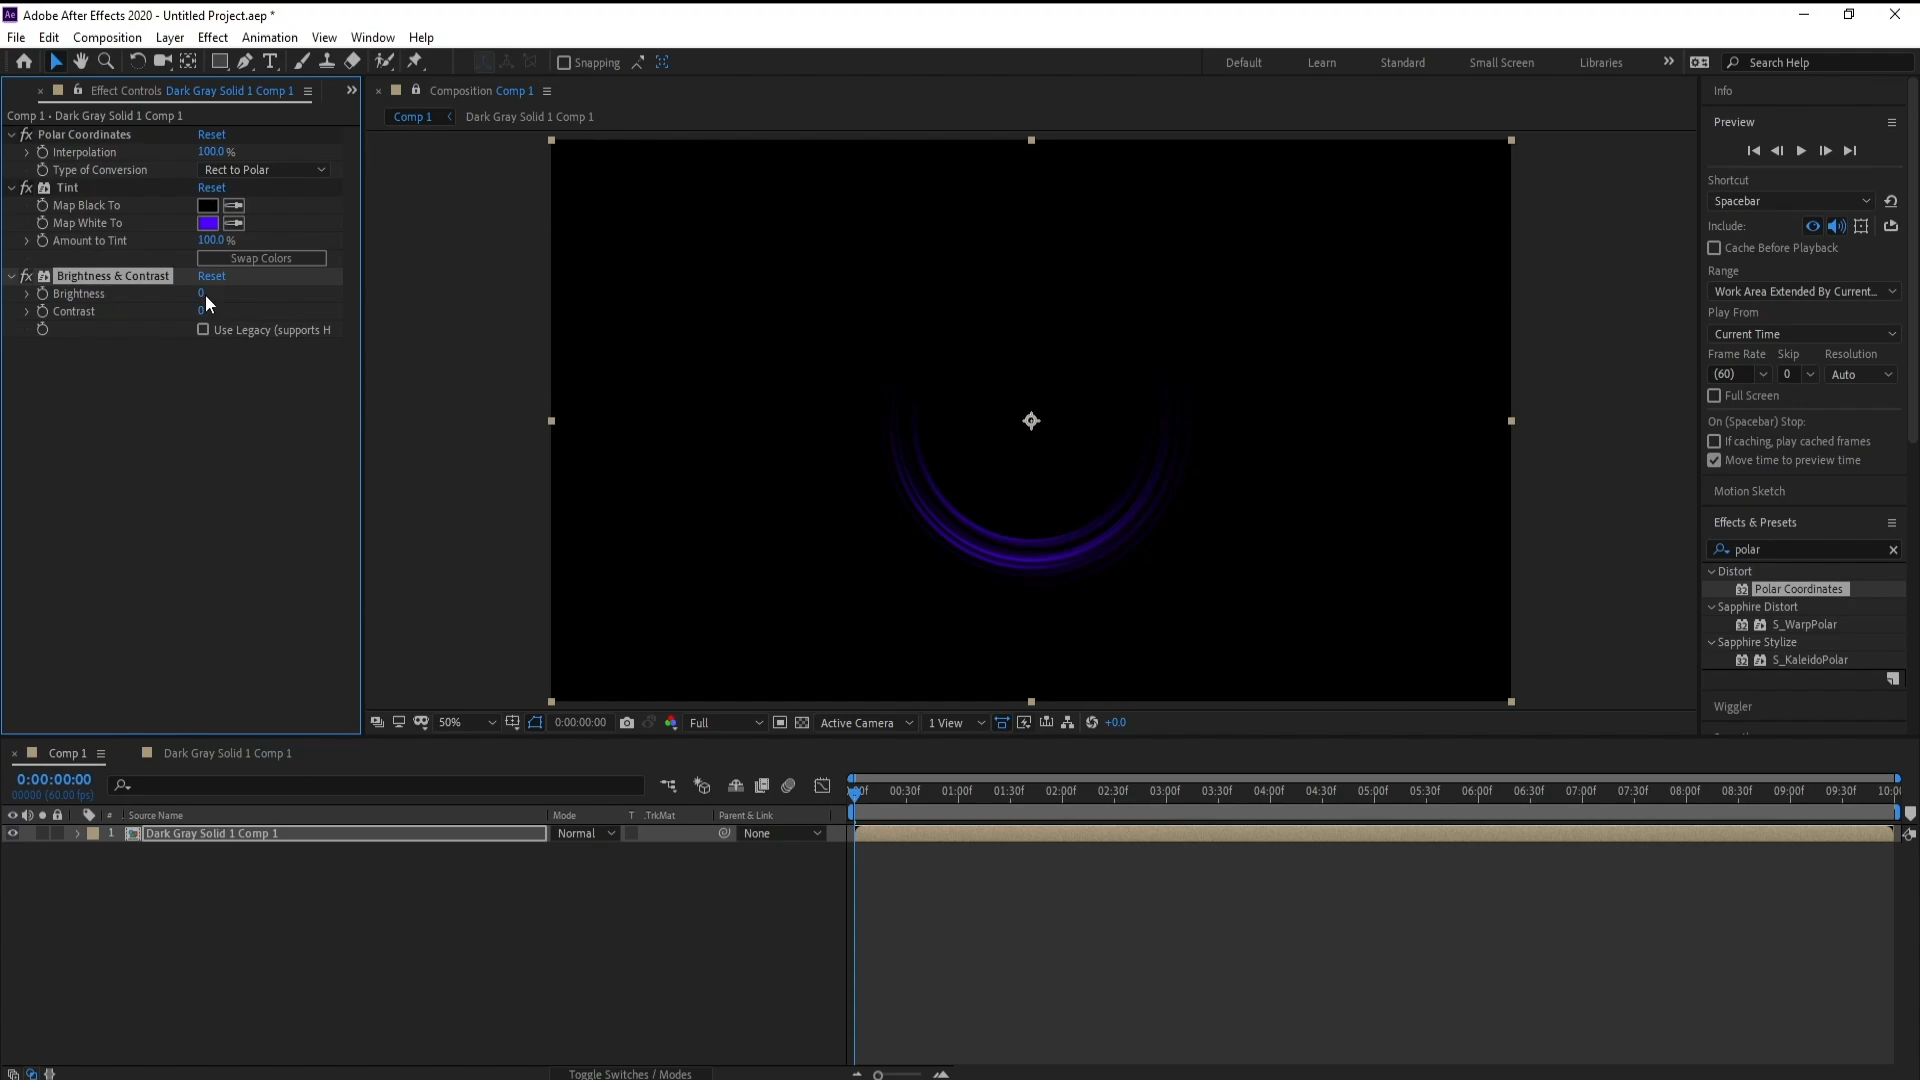 Adobe After Effects 2020 - Untitled Project.aep *
File Edit Composition Layer Effect Animation View Window Help
Snapping
Default Learn Standard Small Screen Libraries
Search Help
Effect Controls Dark Gray Solid 1 Comp 1
Comp 1 • Dark Gray Solid 1 Comp 1
fx Polar Coordinates Reset
Interpolation 100.0 %
Type of Conversion Rect to Polar
fx Tint Reset
Map Black To
Map White To
Amount to Tint 100.0 %
Swap Colors
fx Brightness & Contrast Reset
Brightness 0
Contrast 0
Use Legacy (supports H
Composition Comp 1
Comp 1 Dark Gray Solid 1 Comp 1
50% 0:00:00:00 Full Active Camera 1 View +0.0
Info
Preview
Shortcut
Spacebar
Include:
Cache Before Playback
Range
Work Area Extended By Current...
Play From
Current Time
Frame Rate Skip Resolution
(60) 0 Auto
Full Screen
On (Spacebar) Stop:
If caching, play cached frames
Move time to preview time
Motion Sketch
Effects & Presets
polar
Distort
Polar Coordinates
Sapphire Distort
S_WarpPolar
Sapphire Stylize
S_KaleidoPolar
Wiggler
Comp 1 Dark Gray Solid 1 Comp 1
0:00:00:00
00000 (60.00 fps)
00:30f 01:00f 01:30f 02:00f 02:30f 03:00f 03:30f 04:00f 04:30f 05:00f 05:30f 06:00f 06:30f 07:00f 07:30f 08:00f 08:30f 09:00f 09:30f
# Source Name Mode T .TrkMat Parent & Link
1 Dark Gray Solid 1 Comp 1 Normal None
Toggle Switches / Modes